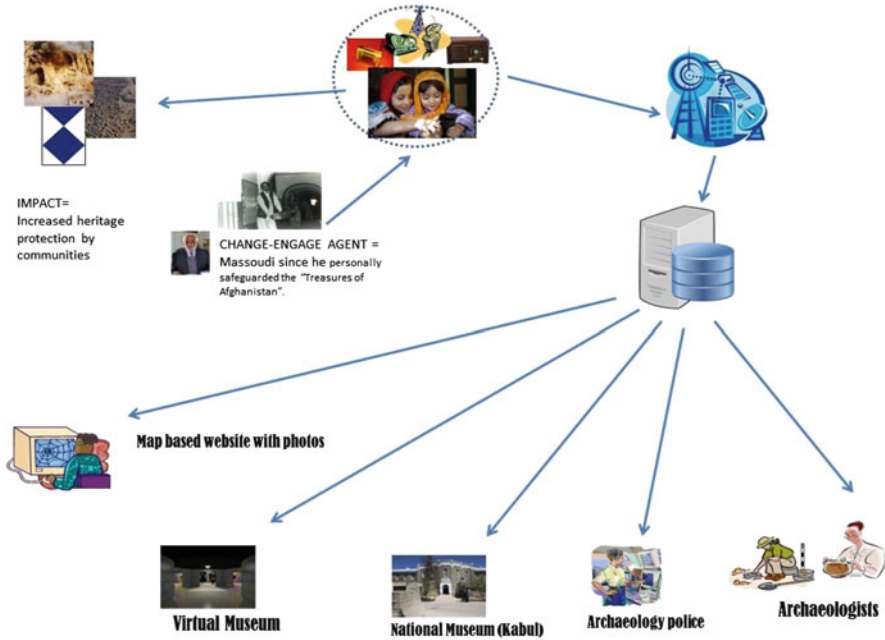 IMPACT=
Increased heritage
protection by
communities
CHANGE-ENGAGE AGENT =
Massoudi since he personally
safeguarded the "Treasures of
Afghanistan".
Map based website with photos
Virtual Museum
National Museum (Kabul)
Archaeology police
Archaeologists